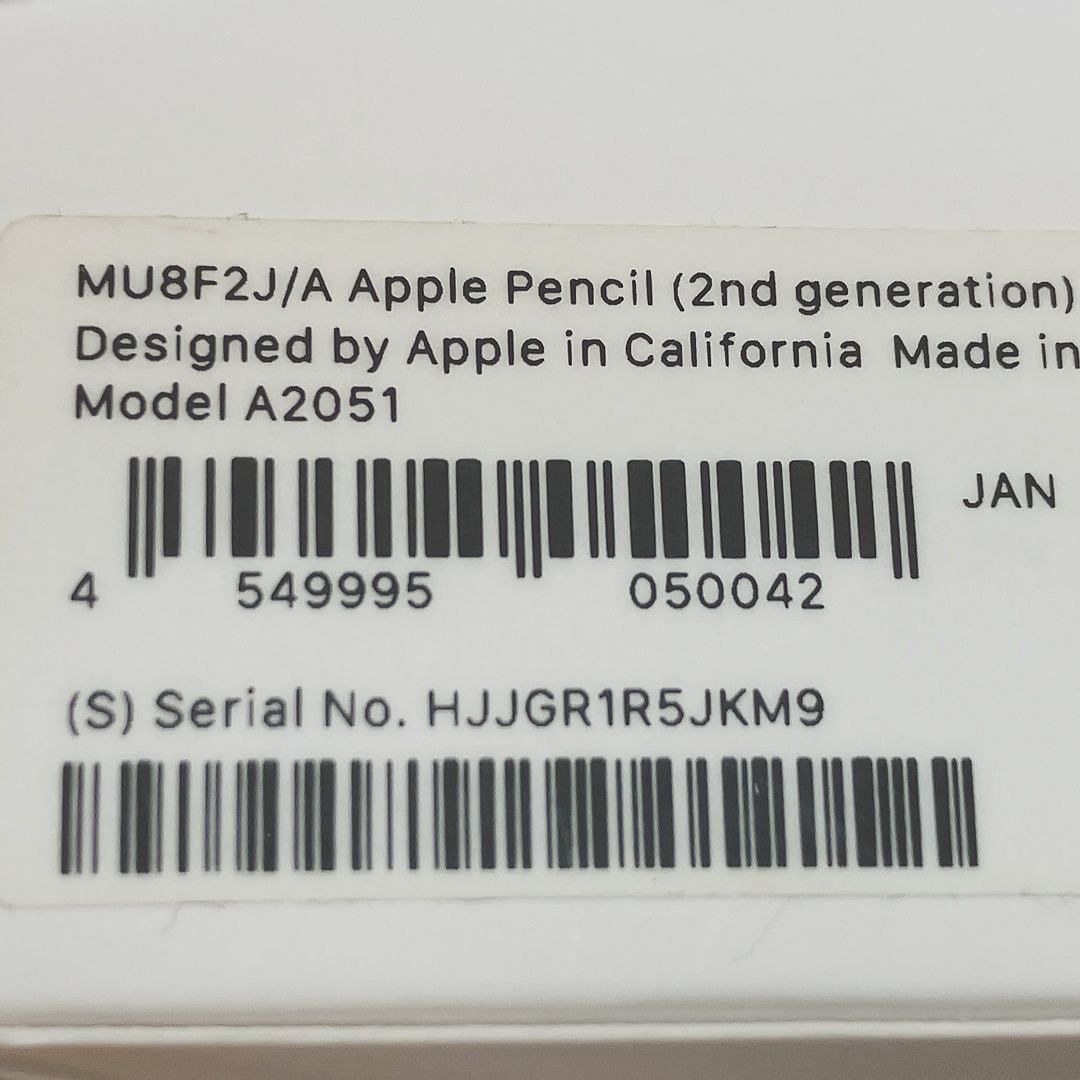 MU8F2J/A Apple Pencil (2nd generation)
Designed by Apple in California Made in
Model A2051
JAN
4 549995 050042
(S) Serial No. HJJGR1R5JKM9